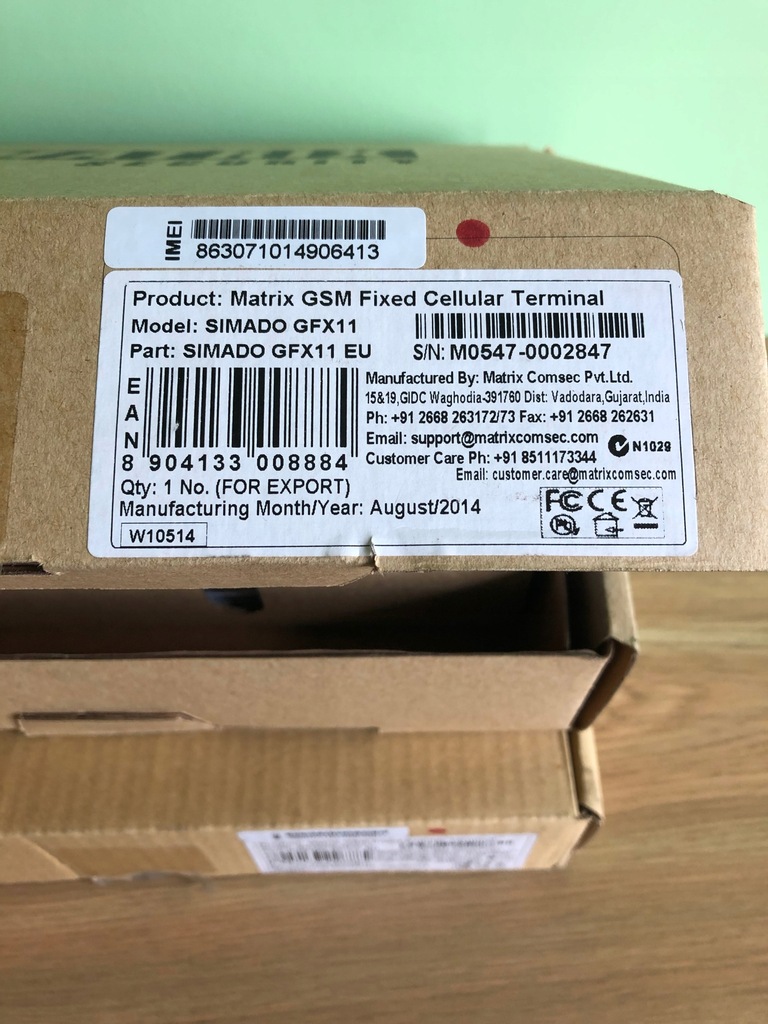 IMEI
863071014906413
Product: Matrix GSM Fixed Cellular Terminal
Model: SIMADO GFX11
Part: SIMADO GFX11 EU
S/N: M0547-0002847
EAN
8 904133 008884
Manufactured By: Matrix Comsec Pvt.Ltd.
15&19,GIDC Waghodia-391760 Dist: Vadodara,Gujarat,India
Ph: +91 2668 263172/73 Fax: +91 2668 262631
Email: support@matrixcomsec.com
N1029
Customer Care Ph: +91 8511173344
Email: customer.care@matrixcomsec.com
Qty: 1 No. (FOR EXPORT)
Manufacturing Month/Year: August/2014
FC CE
W10514